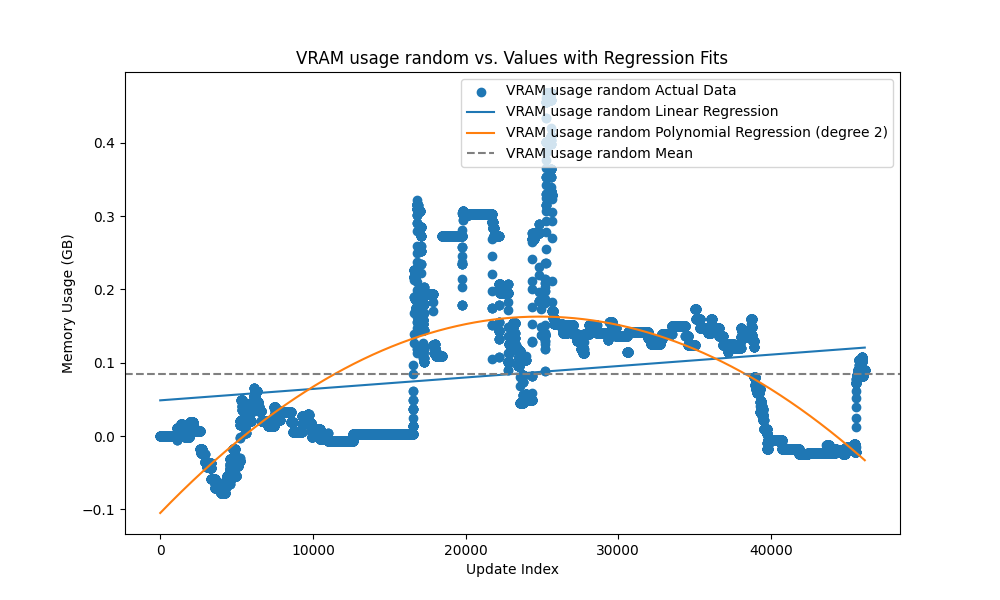 VRAM usage random vs. Values with Regression Fits
VRAM usage random Actual Data
VRAM usage random Linear Regression
VRAM usage random Polynomial Regression (degree 2)
VRAM usage random Mean
Memory Usage (GB)
0.4
0.3
0.2
0.1
0.0
−0.1
0 10000 20000 30000 40000
Update Index